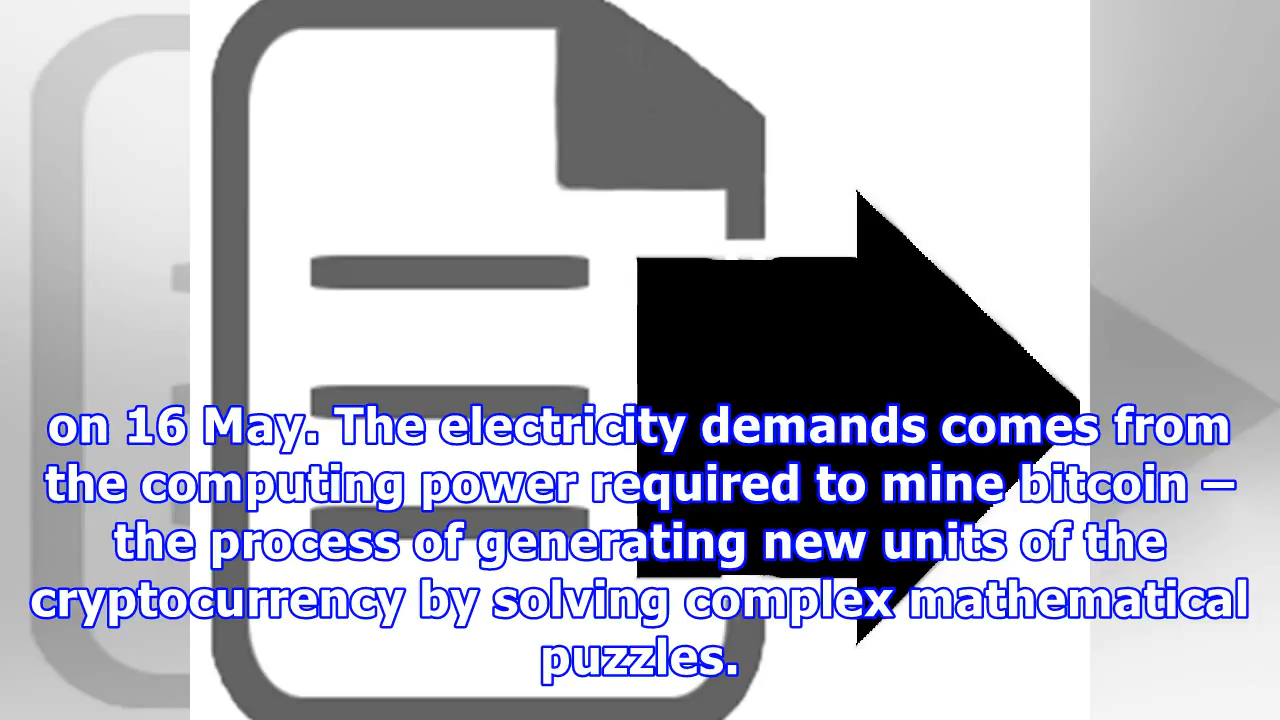 on 16 May. The electricity demands comes from
the computing power required to mine bitcoin –
the process of generating new units of the
cryptocurrency by solving complex mathematical
puzzles.